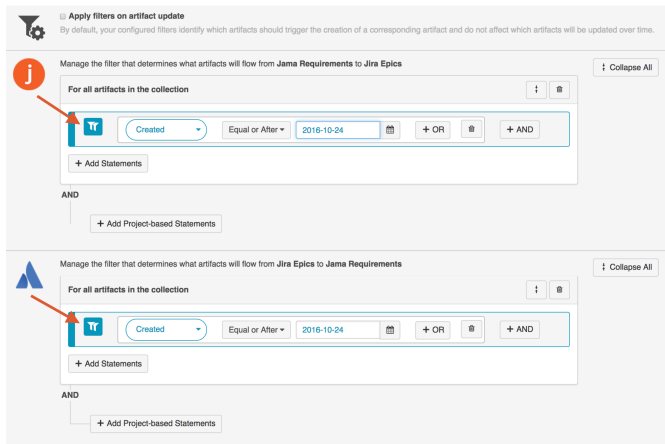 Apply filters on artifact update
By default, your configured filters identify which artifacts should trigger the creation of a corresponding artifact and do not affect which artifacts will be updated over time.
Manage the filter that determines what artifacts will flow from Jama Requirements to Jira Epics
Collapse All
For all artifacts in the collection
Created Equal or After 2016-10-24 + OR + AND
+ Add Statements
AND
+ Add Project-based Statements
Manage the filter that determines what artifacts will flow from Jira Epics to Jama Requirements
Collapse All
For all artifacts in the collection
Created Equal or After 2016-10-24 + OR + AND
+ Add Statements
AND
+ Add Project-based Statements